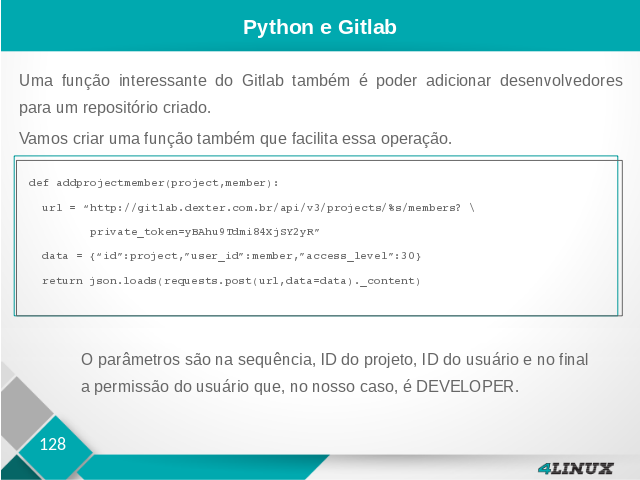 Python e Gitlab
Uma função interessante do Gitlab também é poder adicionar desenvolvedores
para um repositório criado.
Vamos criar uma função também que facilita essa operação.
def addprojectmember(project,member):
url = “http://gitlab.dexter.com.br/api/v3/projects/%s/members? \
private_token=yBAhu9Tdmi84XjSY2yR”
data = {“id”:project,”user_id”:member,”access_level”:30}
return json.loads(requests.post(url,data=data)._content)
O parâmetros são na sequência, ID do projeto, ID do usuário e no final
a permissão do usuário que, no nosso caso, é DEVELOPER.
128
4LINUX